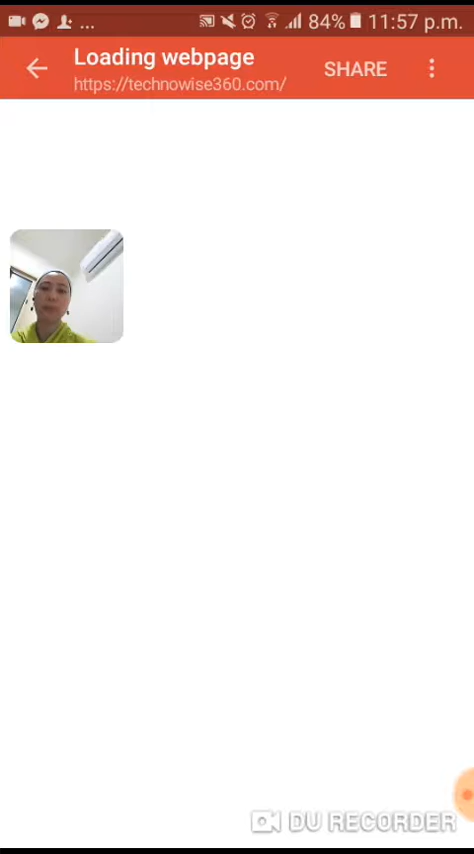 ... 84% 11:57 p.m.
Loading webpage
https://technowise360.com/
SHARE
DU RECORDER